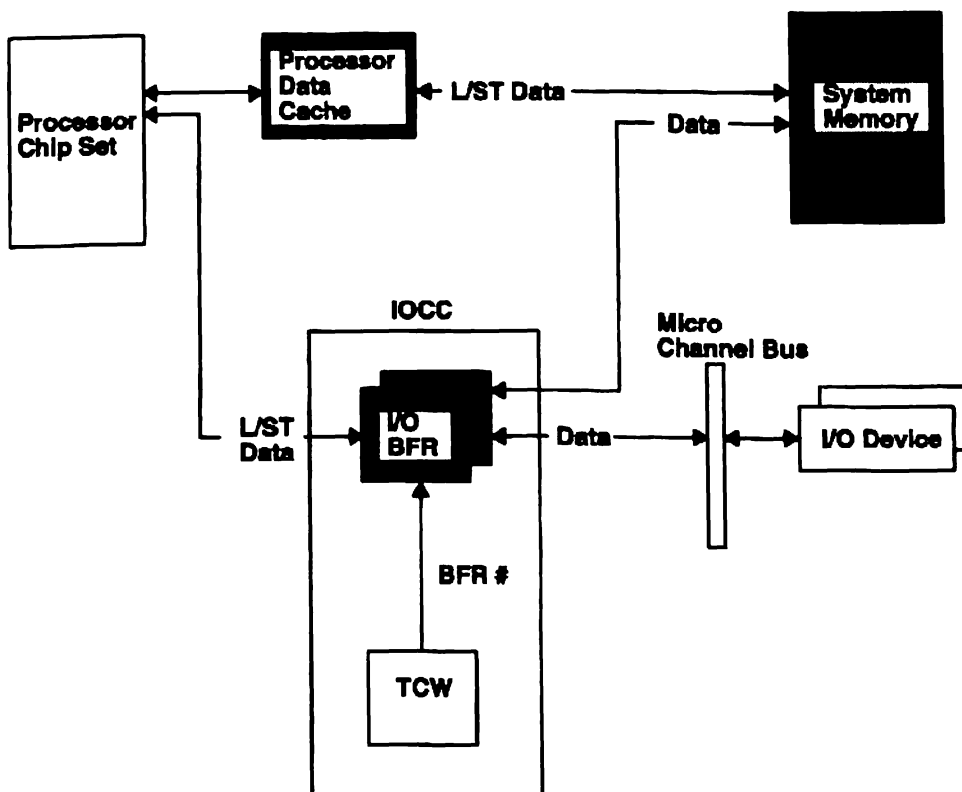 Processor
Chip Set
Processor
Data
Cache
L/ST Data
Data
System
Memory
IOCC
I/O
BFR
L/ST
Data
Data
Micro
Channel Bus
I/O Device
BFR #
TCW